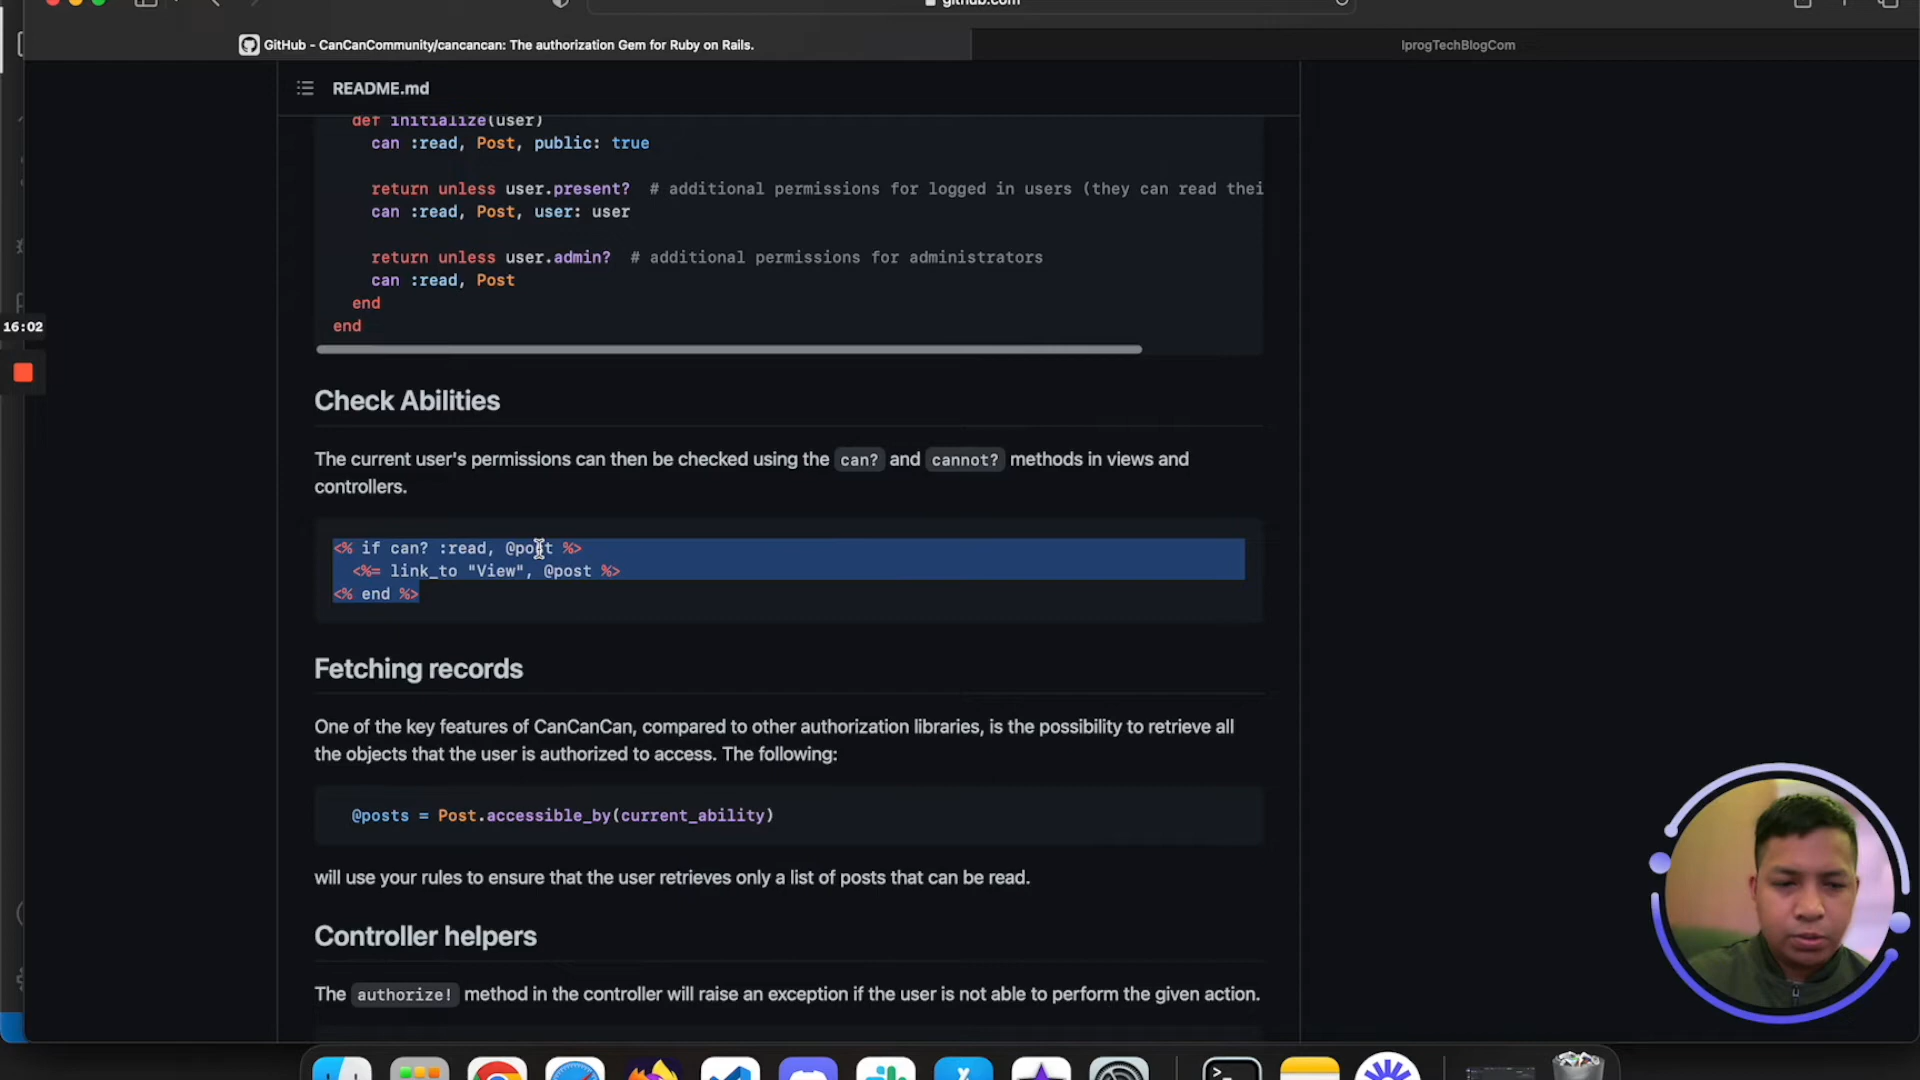 github.com
GitHub - CanCanCommunity/cancancan: The authorization Gem for Ruby on Rails.
IprogTechBlogCom
README.md
def initialize(user)
can :read, Post, public: true
return unless user.present?  # additional permissions for logged in users (they can read thei
can :read, Post, user: user
return unless user.admin?  # additional permissions for administrators
can :read, Post
end
end
16:02
Check Abilities
The current user's permissions can then be checked using the can? and cannot? methods in views and
controllers.
<% if can? :read, @post %>
<%= link_to "View", @post %>
<% end %>
Fetching records
One of the key features of CanCanCan, compared to other authorization libraries, is the possibility to retrieve all
the objects that the user is authorized to access. The following:
@posts = Post.accessible_by(current_ability)
will use your rules to ensure that the user retrieves only a list of posts that can be read.
Controller helpers
The authorize! method in the controller will raise an exception if the user is not able to perform the given action.